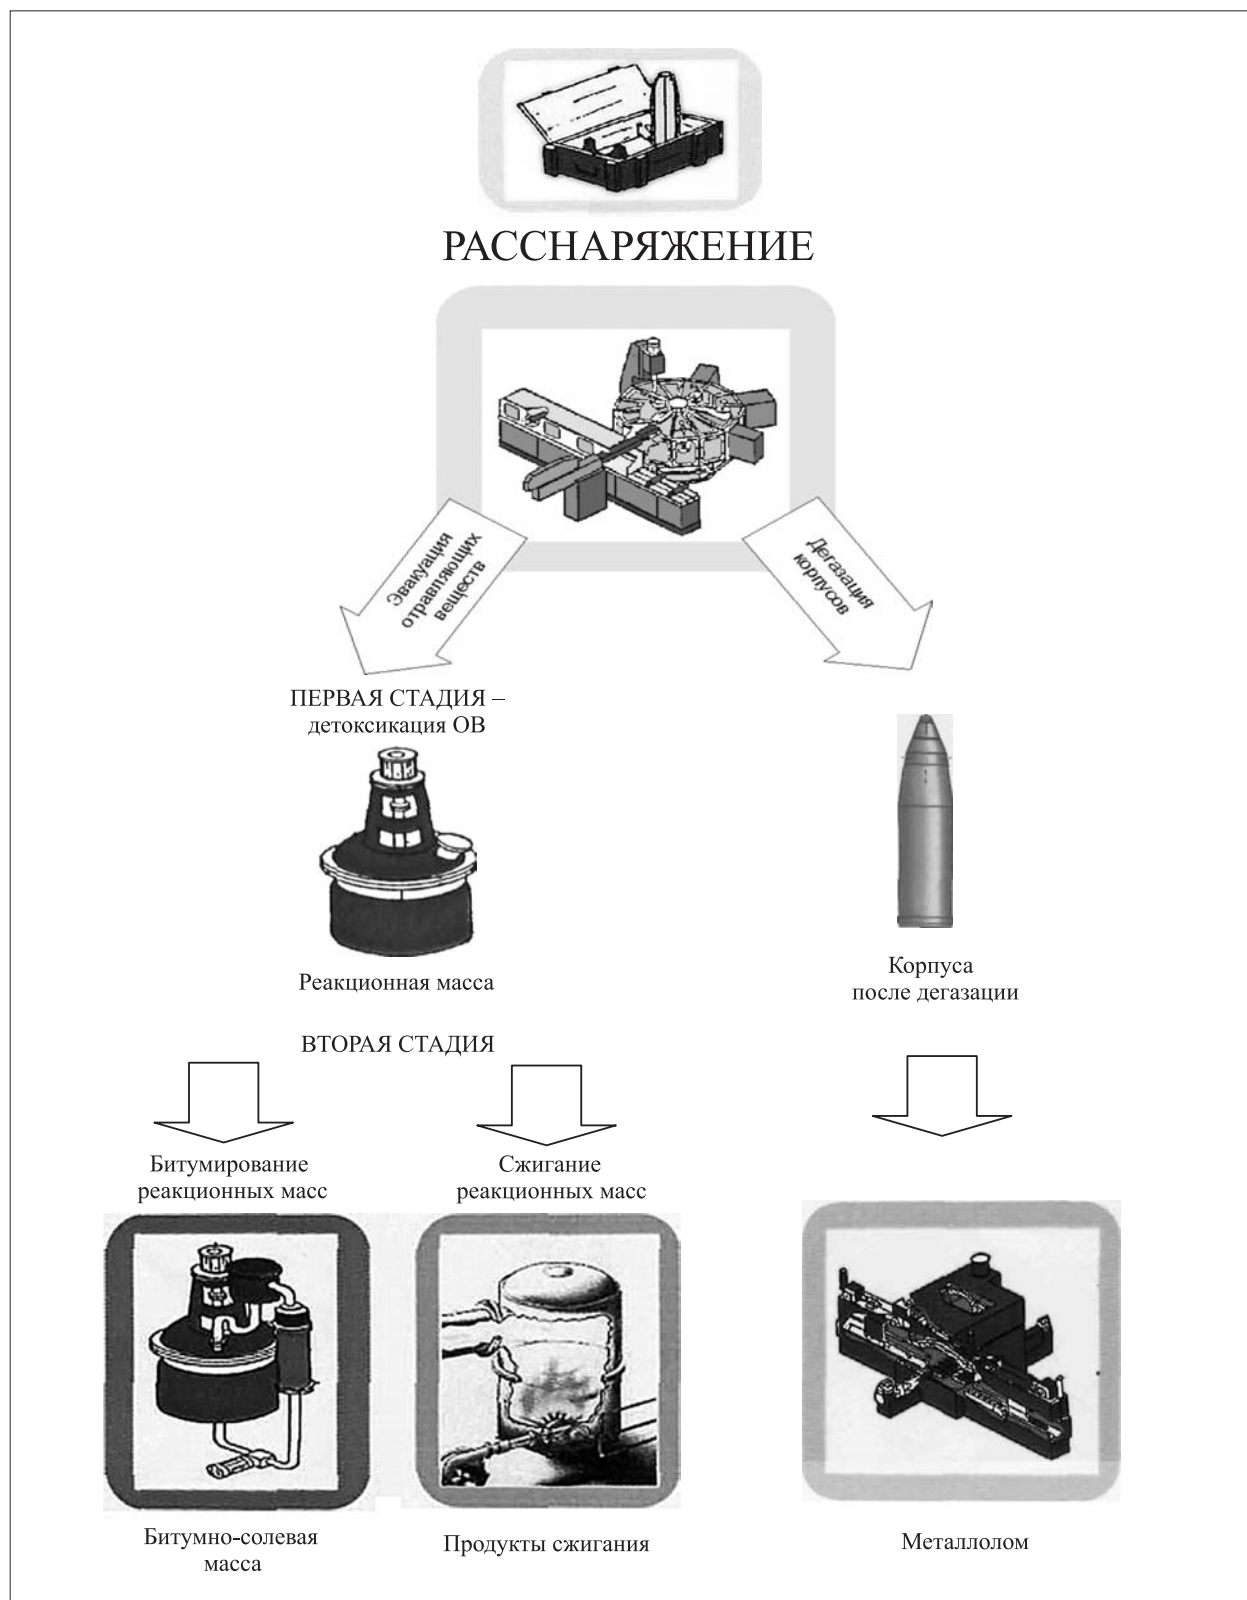 РАССНАРЯЖЕНИЕ
Эвакуация
отравляющих
веществ
Дегазация
корпусов
ПЕРВАЯ СТАДИЯ –
детоксикация ОВ
Реакционная масса
Корпуса
после дегазации
ВТОРАЯ СТАДИЯ
Битумирование
реакционных масс
Сжигание
реакционных масс
Битумно-солевая
масса
Продукты сжигания
Металлолом